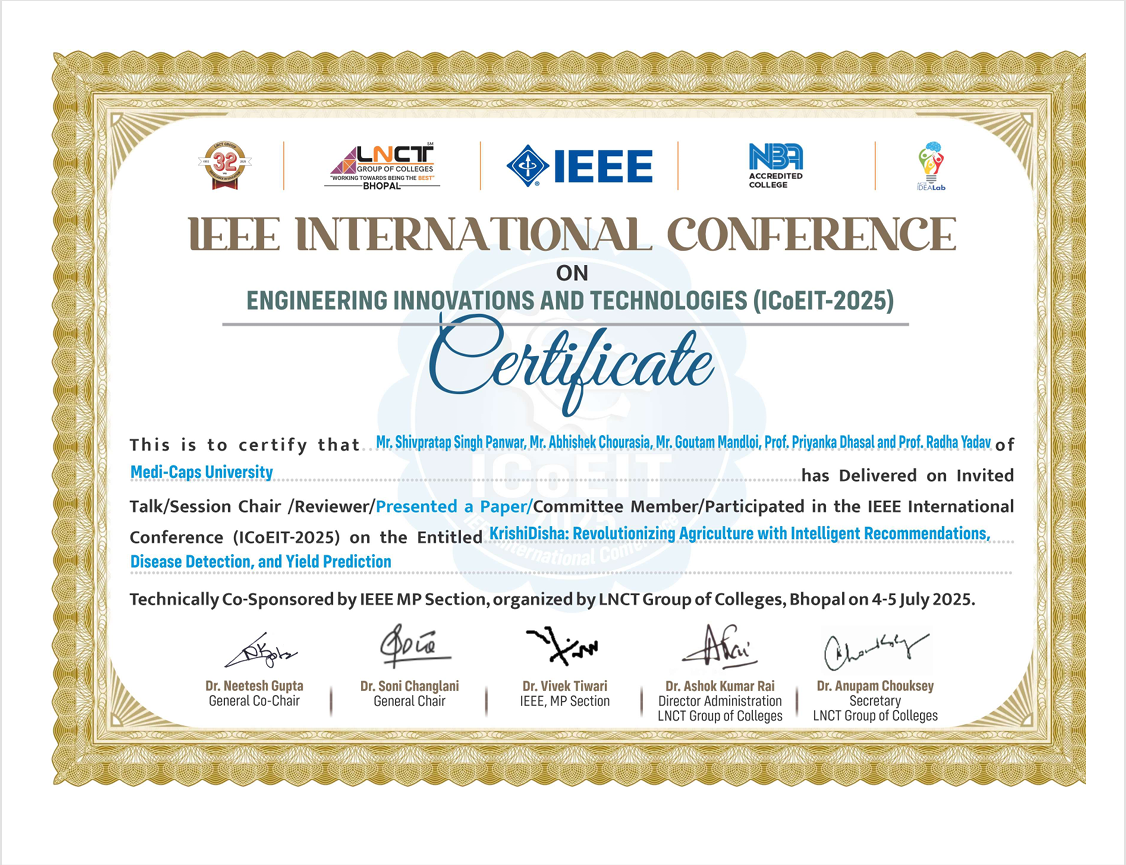 LNCT GROUP
32
LNCT
SM
GROUP OF COLLEGES
"WORKING TOWARDS BEING THE BEST"
BHOPAL
IEEE
®
NBA
ACCREDITED
COLLEGE
IDEALab
IEEE INTERNATIONAL CONFERENCE
ON
ENGINEERING INNOVATIONS AND TECHNOLOGIES (ICoEIT-2025)
Certificate
This is to certify that Mr. Shivpratap Singh Panwar, Mr. Abhishek Chourasia, Mr. Goutam Mandloi, Prof. Priyanka Dhasal and Prof. Radha Yadav of
Medi-Caps University has Delivered on Invited
Talk/Session Chair /Reviewer/Presented a Paper/Committee Member/Participated in the IEEE International
Conference (ICoEIT-2025) on the Entitled KrishiDisha: Revolutionizing Agriculture with Intelligent Recommendations,
Disease Detection, and Yield Prediction
ICoEIT
International
Technically Co-Sponsored by IEEE MP Section, organized by LNCT Group of Colleges, Bhopal on 4-5 July 2025.
Dr. Neetesh Gupta
General Co-Chair
Dr. Soni Changlani
General Chair
Dr. Vivek Tiwari
IEEE, MP Section
Dr. Ashok Kumar Rai
Director Administration
LNCT Group of Colleges
Dr. Anupam Chouksey
Secretary
LNCT Group of Colleges